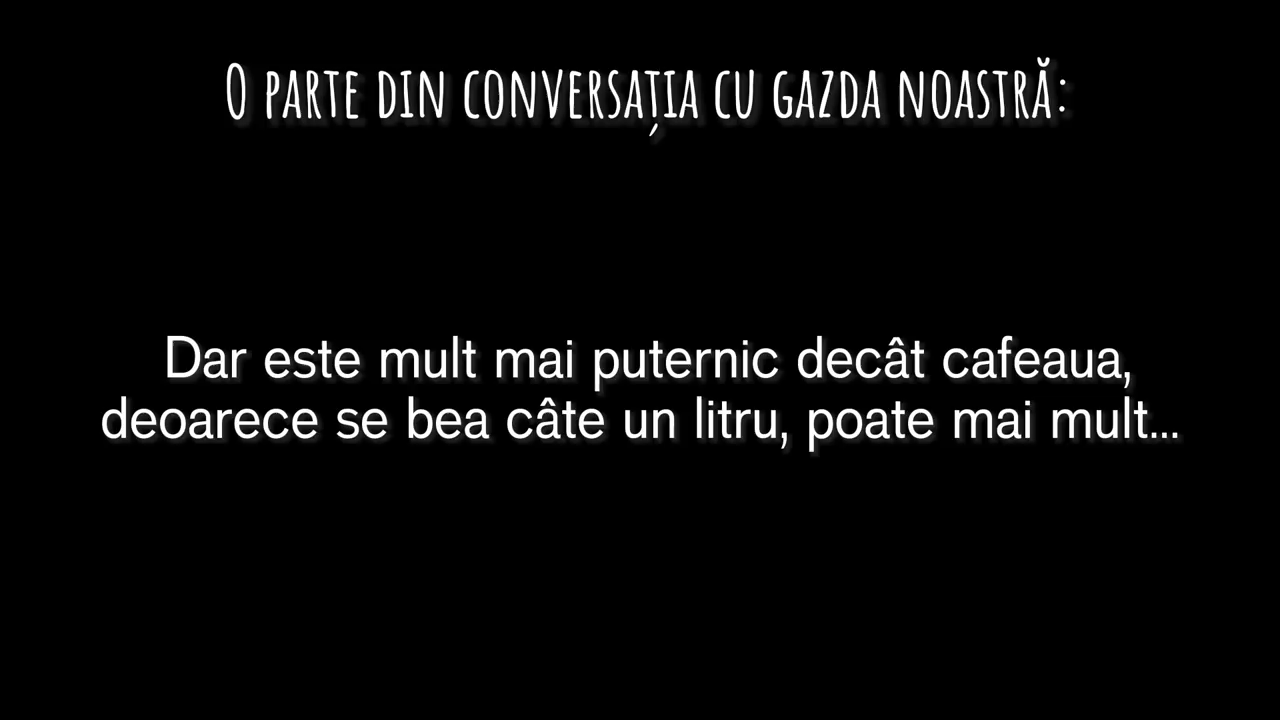 O PARTE DIN CONVERSAȚIA CU GAZDA NOASTRĂ:
Dar este mult mai puternic decât cafeaua,
deoarece se bea câte un litru, poate mai mult...